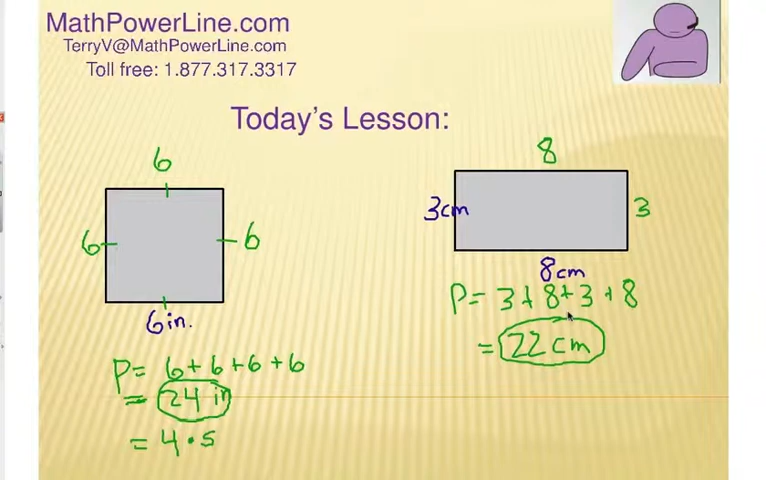 MathPowerLine.com
TerryV@MathPowerLine.com
Toll free: 1.877.317.3317
Today's Lesson:
6
6
6
6in.
P= 6+6+6+6
= 24 in
= 4•s
8
3cm
3
8cm
P= 3+8+3+8
= 22 cm